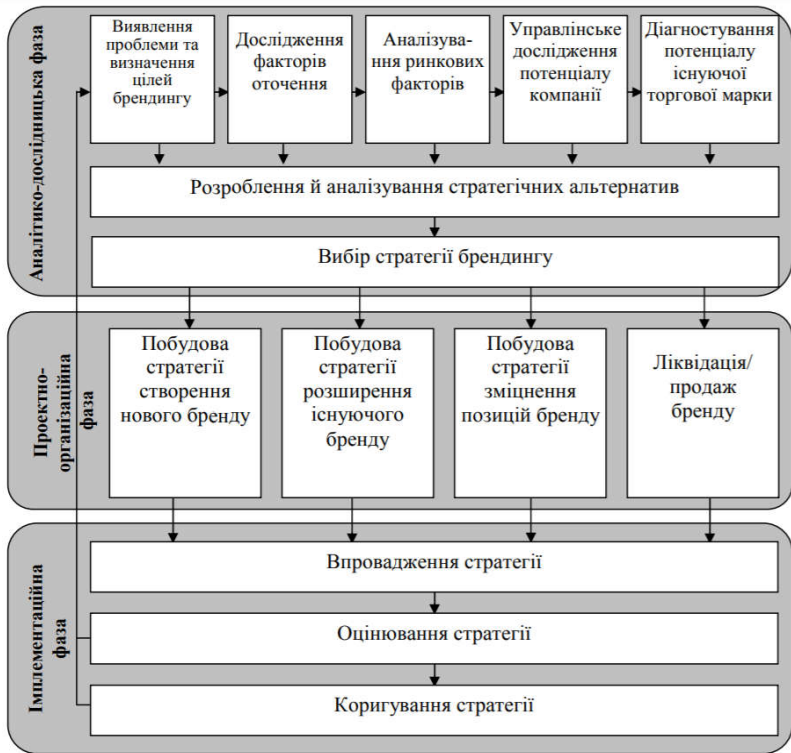 Аналітико-дослідницька фаза
Виявлення
проблеми та
визначення
цілей
брендингу
Дослідження
факторів
оточення
Аналізува-
ння ринкових
факторів
Управлінське
дослідження
потенціалу
компанії
Діагностування
потенціалу
існуючої
торгової марки
Розроблення й аналізування стратегічних альтернатив
Вибір стратегії брендингу
Проектно-
організаційна
фаза
Побудова
стратегії
створення
нового бренду
Побудова
стратегії
розширення
існуючого
бренду
Побудова
стратегії
зміцнення
позицій бренду
Ліквідація/
продаж
бренду
Імплементаційна
фаза
Впровадження стратегії
Оцінювання стратегії
Коригування стратегії